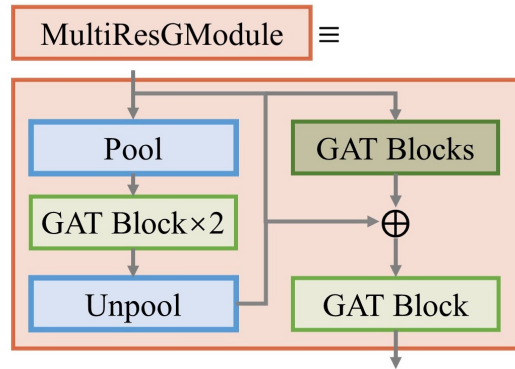 MultiResGModule ≡
Pool
GAT Block×2
Unpool
GAT Blocks
⊕
GAT Block